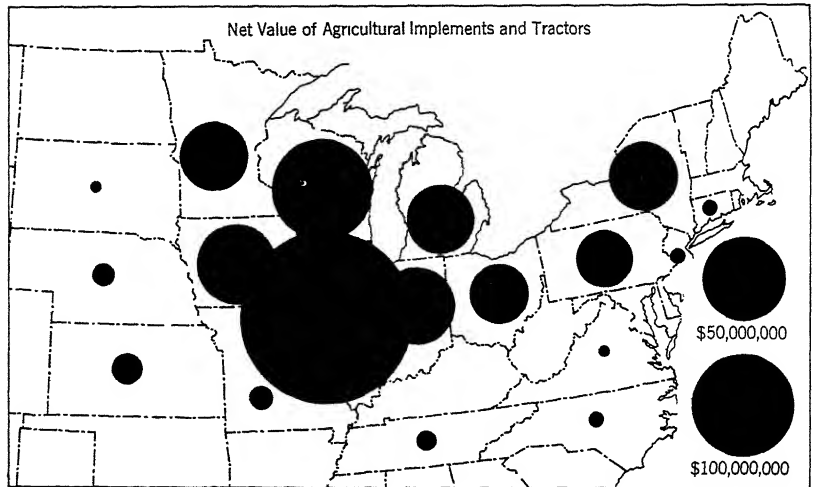 Net Value of Agricultural Implements and Tractors
$50,000,000
$100,000,000